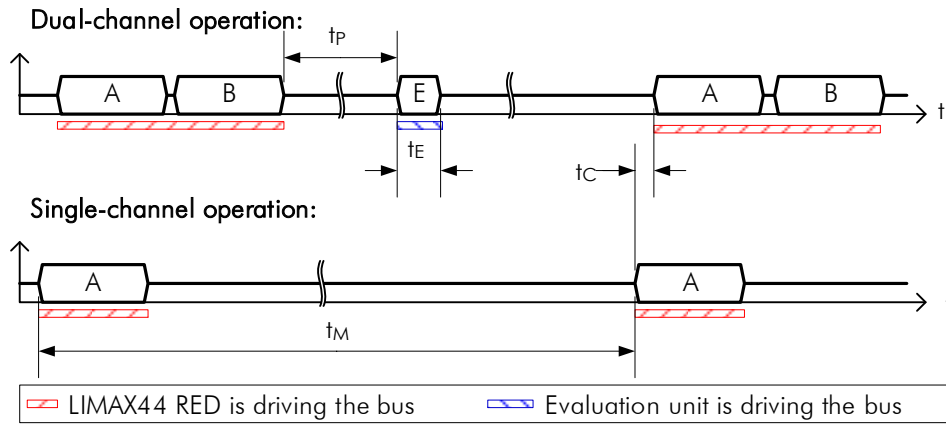 Dual-channel operation:
tP
A B E A B
t
tE
tC
Single-channel operation:
A A
tM
LIMAX44 RED is driving the bus Evaluation unit is driving the bus